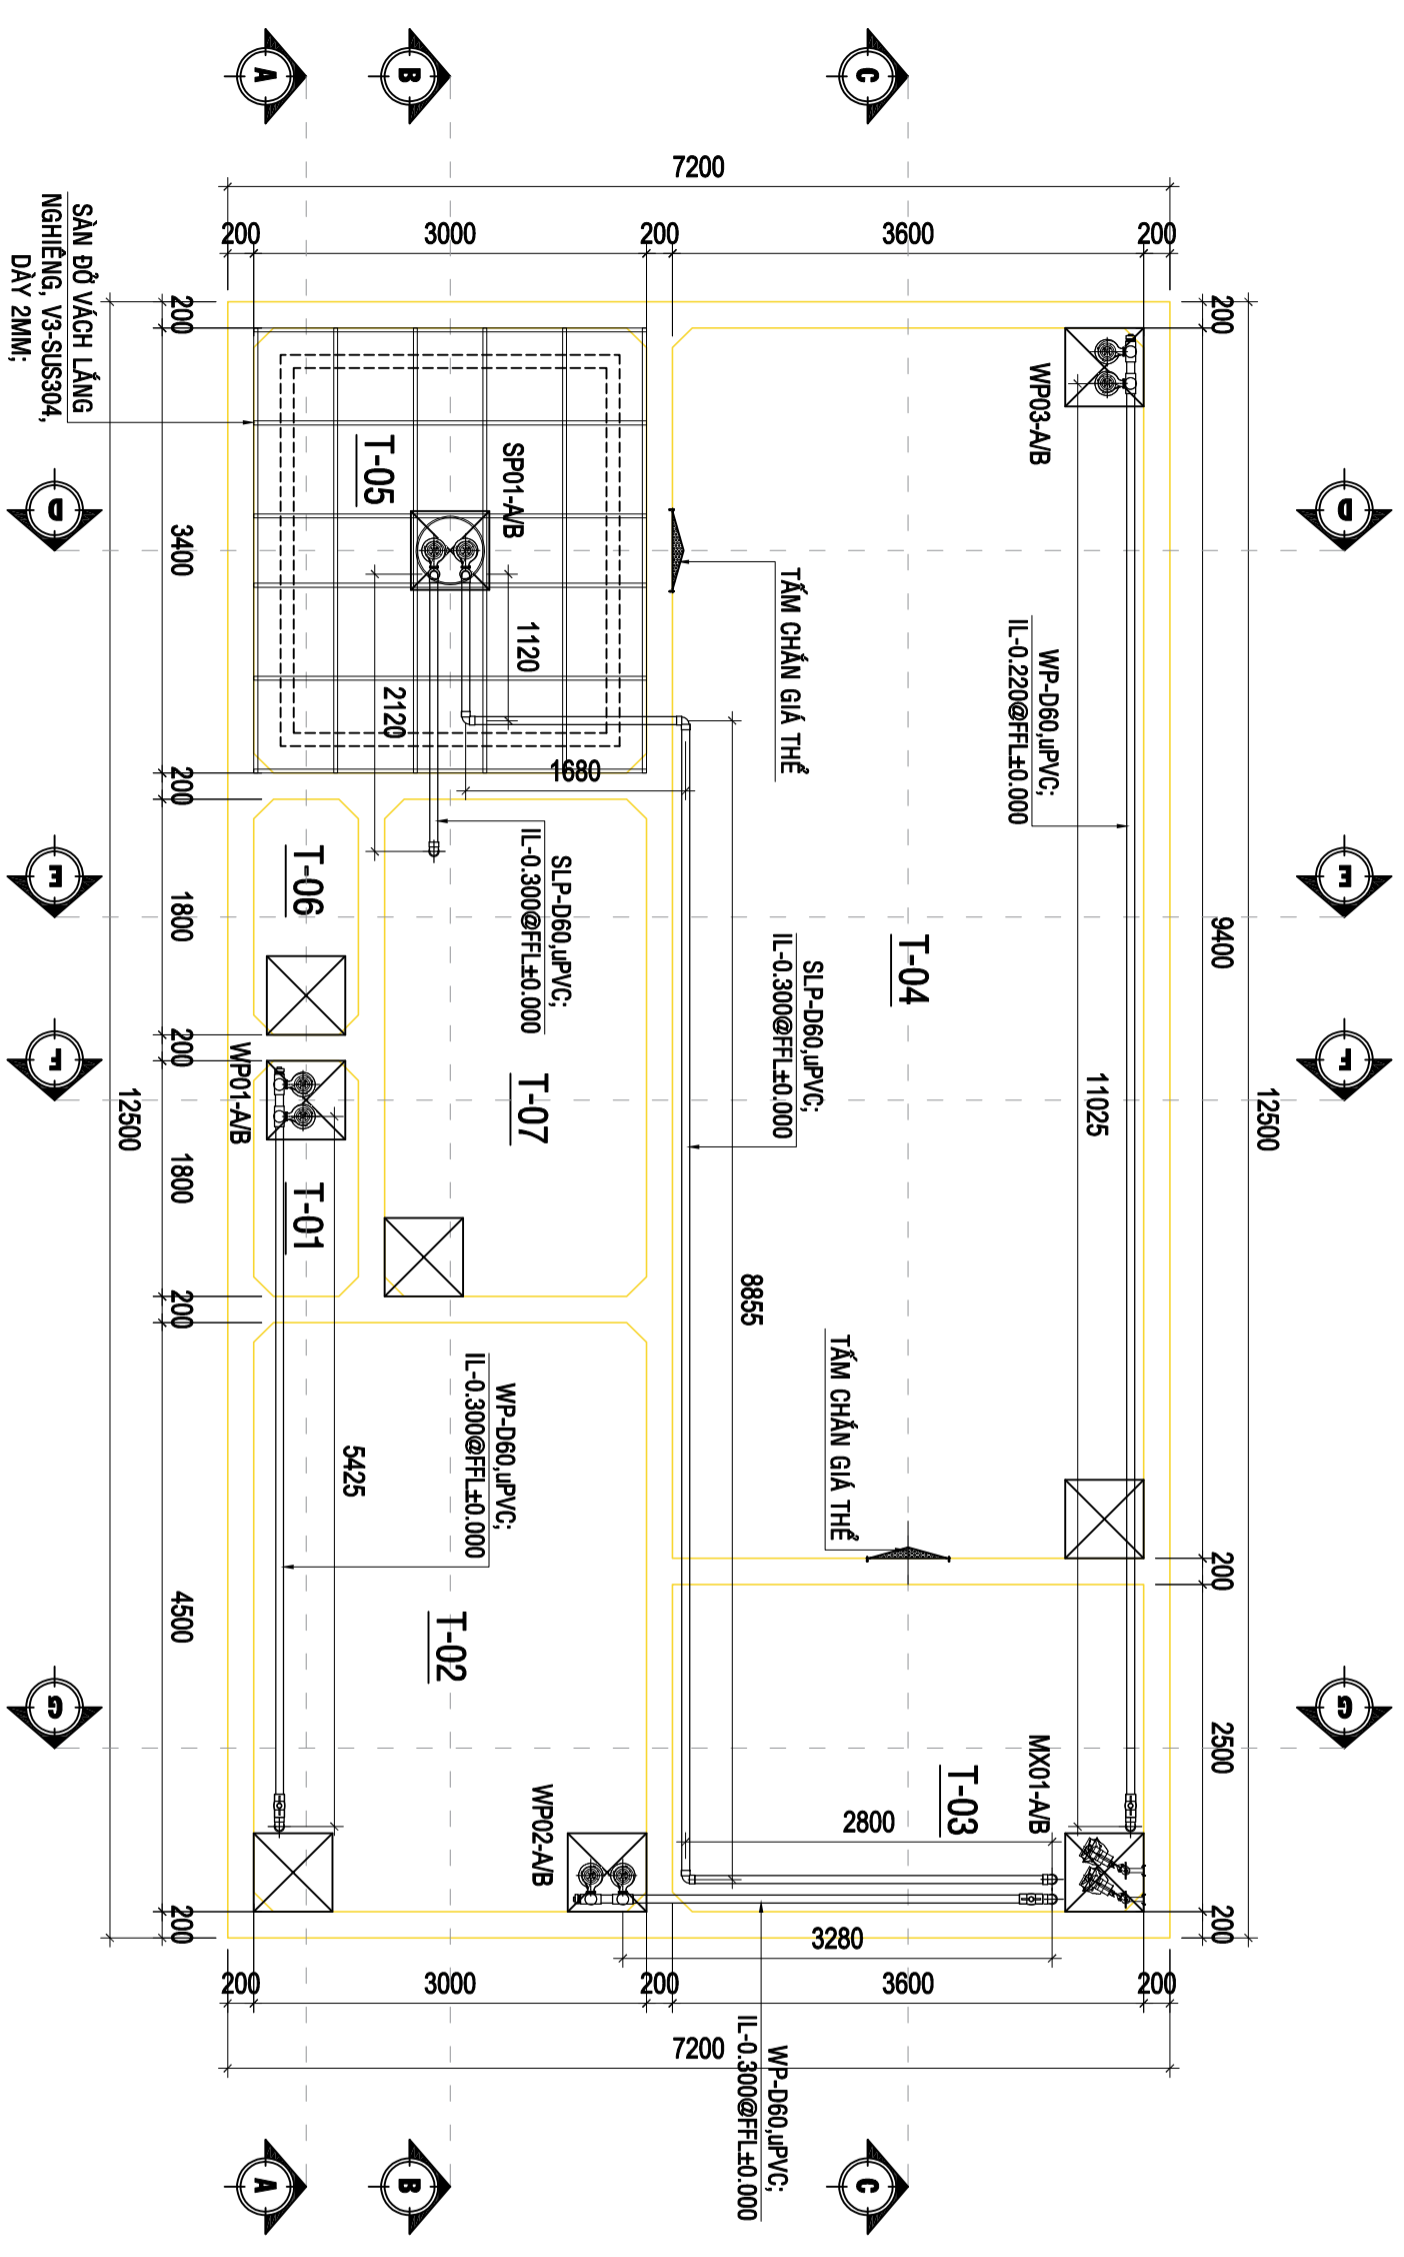 D
E
F
G
12500
200
9400
200
2500
200
C
7200
200
3600
200
3000
200
B
A
WP03-A/B
WP-D60,uPVC;
IL-0.220@FFL±0.000
11025
MX01-A/B
T-03
T-04
TẤM CHẮN GIÁ THỂ
TẤM CHẮN GIÁ THỂ
SLP-D60,uPVC;
IL-0.300@FFL±0.000
8855
2800
3280
WP-D60,uPVC;
IL-0.300@FFL±0.000
SP01-A/B
1120
1680
2120
T-05
SLP-D60,uPVC;
IL-0.300@FFL±0.000
T-07
WP02-A/B
WP-D60,uPVC;
IL-0.300@FFL±0.000
T-02
5425
T-06
T-01
WP01-A/B
200
3600
200
3000
200
7200
C
B
A
200
3400
200
1800
200
1800
200
4500
200
12500
SÀN ĐỠ VÁCH LẮNG
NGHIÊNG, V3-SUS304,
DÀY 2MM;
D
E
F
G